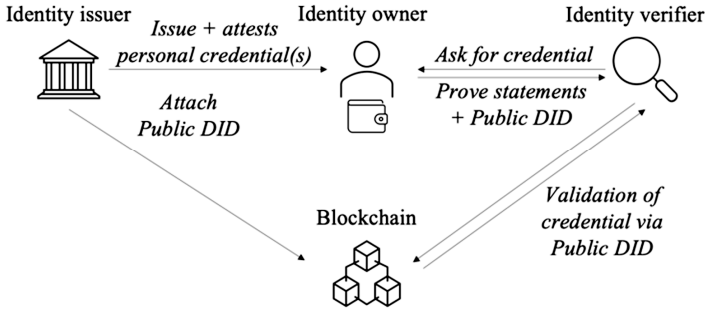 Identity issuer
Identity owner
Identity verifier
Issue + attests
personal credential(s)
Ask for credential
Prove statements
+ Public DID
Attach
Public DID
Validation of
credential via
Public DID
Blockchain